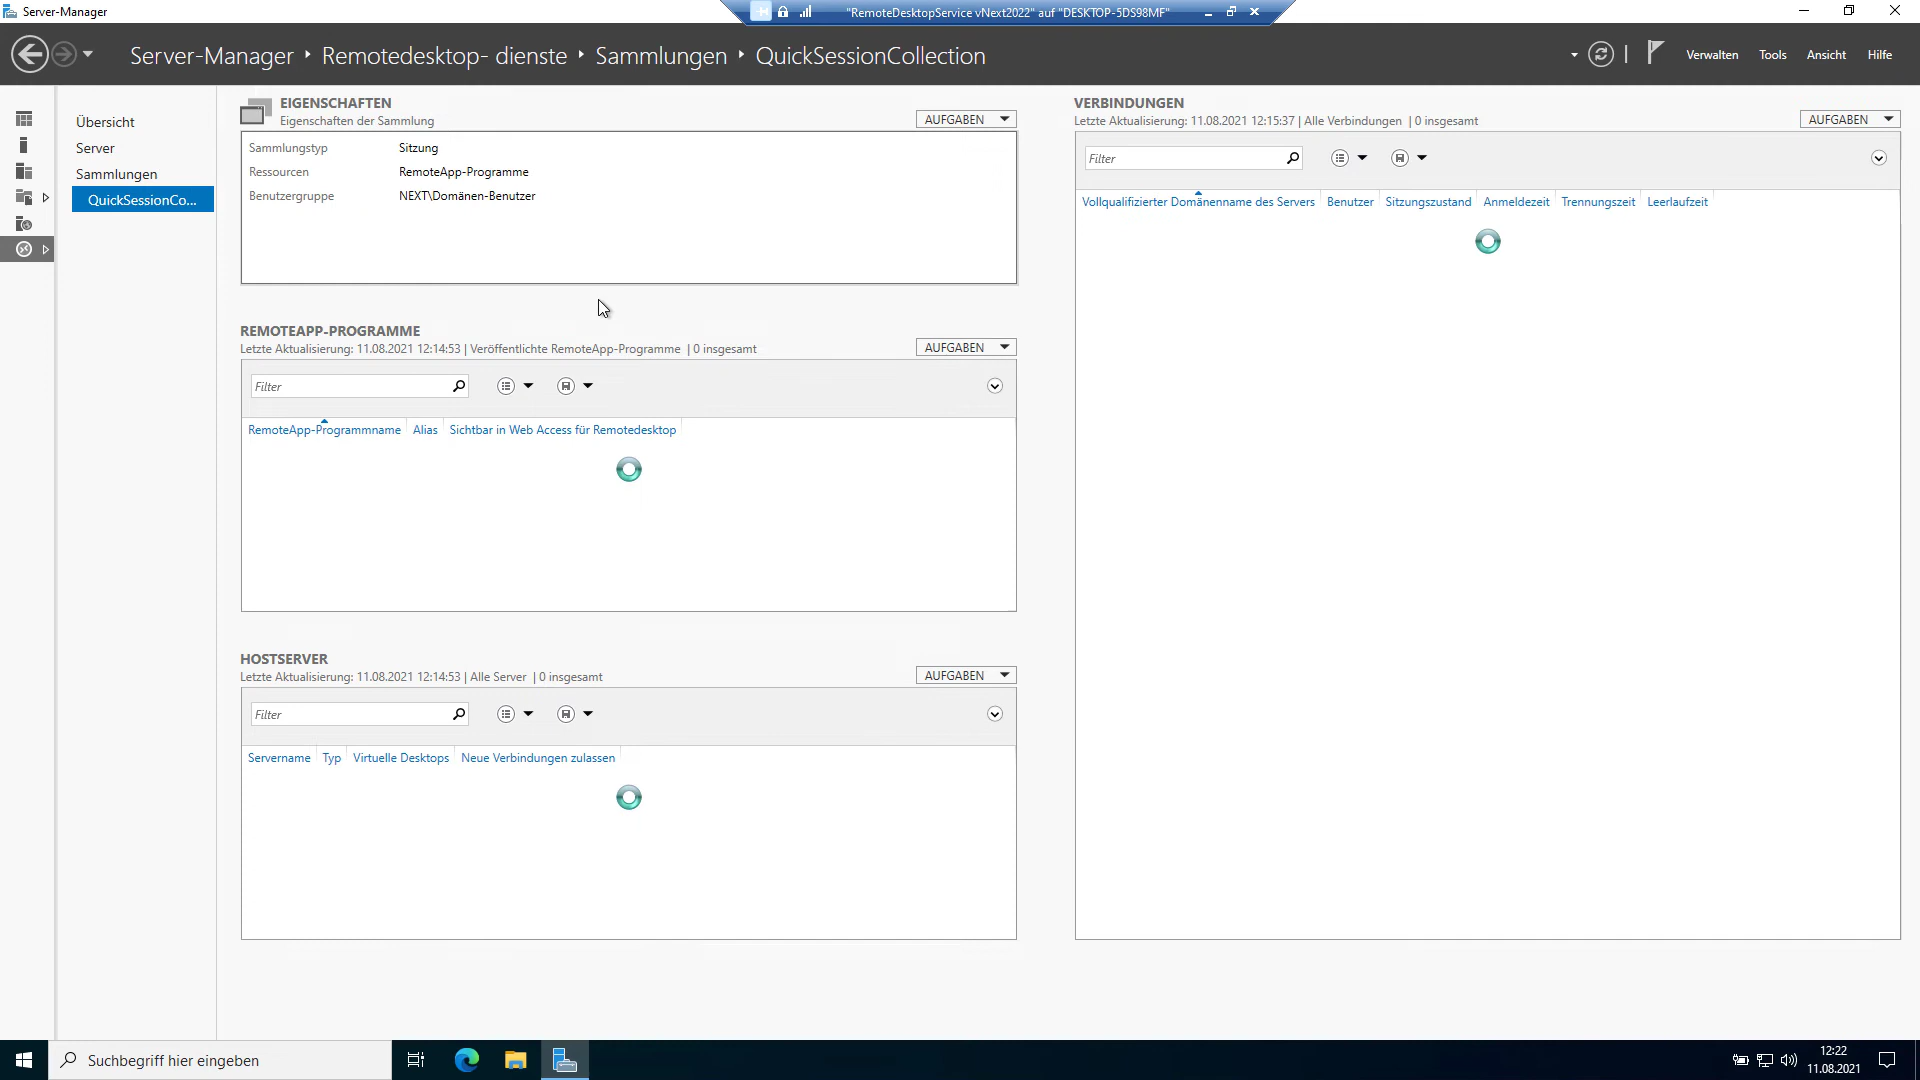 Server-Manager
"RemoteDesktopService vNext2022" auf "DESKTOP-5DS98MF"
Server-Manager Remotedesktop- dienste Sammlungen QuickSessionCollection
Verwalten Tools Ansicht Hilfe
Übersicht
Server
Sammlungen
QuickSessionCo...
EIGENSCHAFTEN
Eigenschaften der Sammlung
AUFGABEN
Sammlungstyp Sitzung
Ressourcen RemoteApp-Programme
Benutzergruppe NEXT\Domänen-Benutzer
REMOTEAPP-PROGRAMME
Letzte Aktualisierung: 11.08.2021 12:14:53 | Veröffentlichte RemoteApp-Programme | 0 insgesamt
AUFGABEN
Filter
RemoteApp-Programmname Alias Sichtbar in Web Access für Remotedesktop
HOSTSERVER
Letzte Aktualisierung: 11.08.2021 12:14:53 | Alle Server | 0 insgesamt
AUFGABEN
Filter
Servername Typ Virtuelle Desktops Neue Verbindungen zulassen
VERBINDUNGEN
Letzte Aktualisierung: 11.08.2021 12:15:37 | Alle Verbindungen | 0 insgesamt
AUFGABEN
Filter
Vollqualifizierter Domänenname des Servers Benutzer Sitzungszustand Anmeldezeit Trennungszeit Leerlaufzeit
Suchbegriff hier eingeben
12:22
11.08.2021